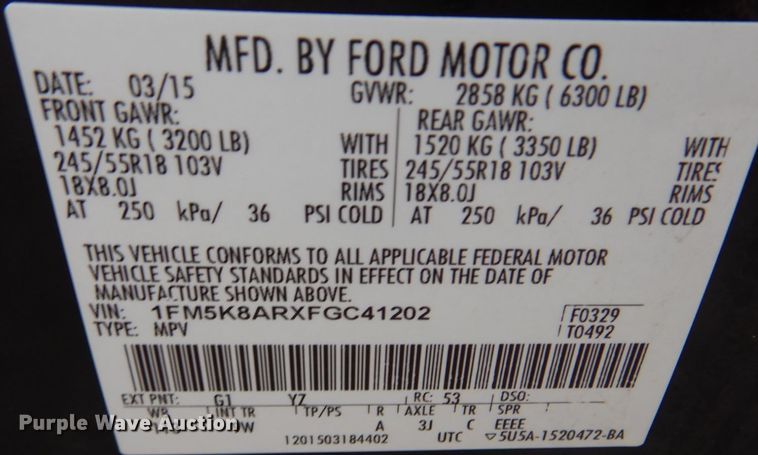 MFD. BY FORD MOTOR CO.
DATE: 03/15 GVWR: 2858 KG ( 6300 LB)
FRONT GAWR: REAR GAWR:
1452 KG ( 3200 LB) WITH 1520 KG ( 3350 LB) WITH
245/55R18 103V TIRES 245/55R18 103V TIRES
18X8.0J RIMS 18X8.0J RIMS
AT 250 kPa/ 36 PSI COLD AT 250 kPa/ 36 PSI COLD
THIS VEHICLE CONFORMS TO ALL APPLICABLE FEDERAL MOTOR
VEHICLE SAFETY STANDARDS IN EFFECT ON THE DATE OF
MANUFACTURE SHOWN ABOVE.
VIN: 1FM5K8ARXFGC41202 F0329
TYPE: MPV T0492
EXT PNT: G1 YZ RC: 53 DSO:
WB INT TR TP/PS R AXLE TR SPR
A 3J C EEEE
1201503184402 UTC ▽5U5A-1520472-BA
Purple Wave Auction